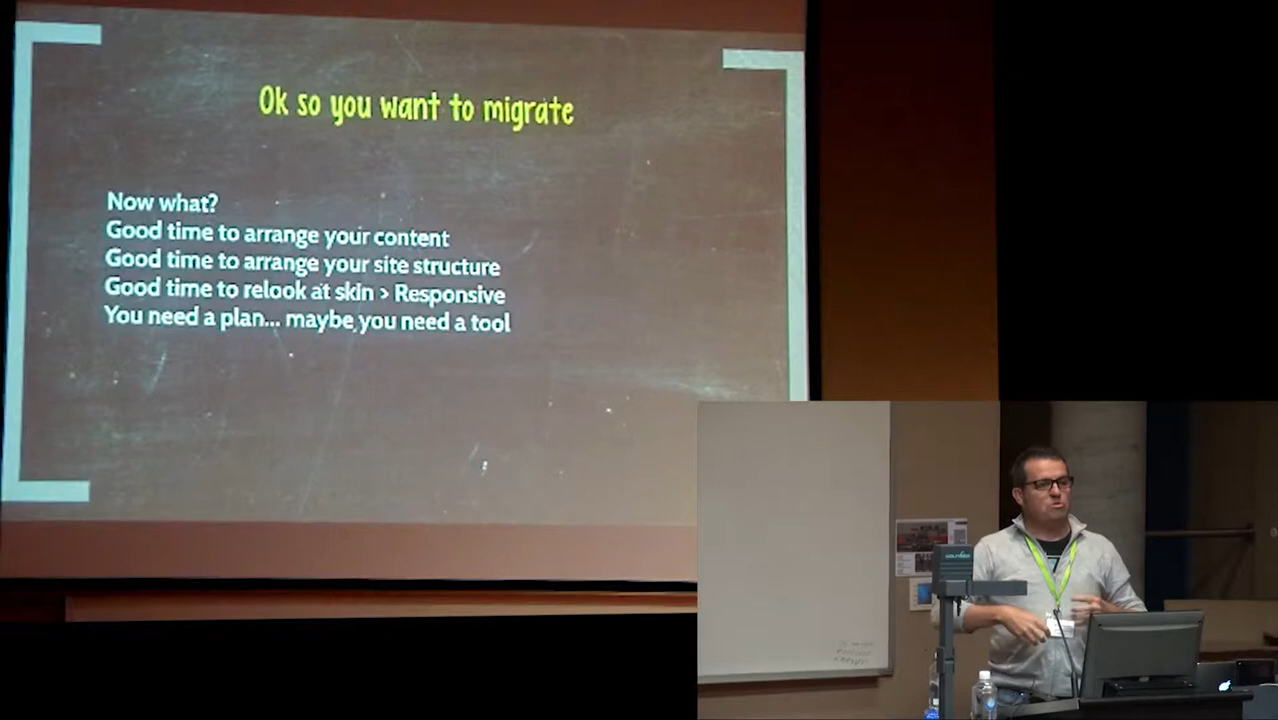 Ok so you want to migrate
Now what?
Good time to arrange your content
Good time to arrange your site structure
Good time to relook at skin > Responsive
You need a plan... maybe you need a tool